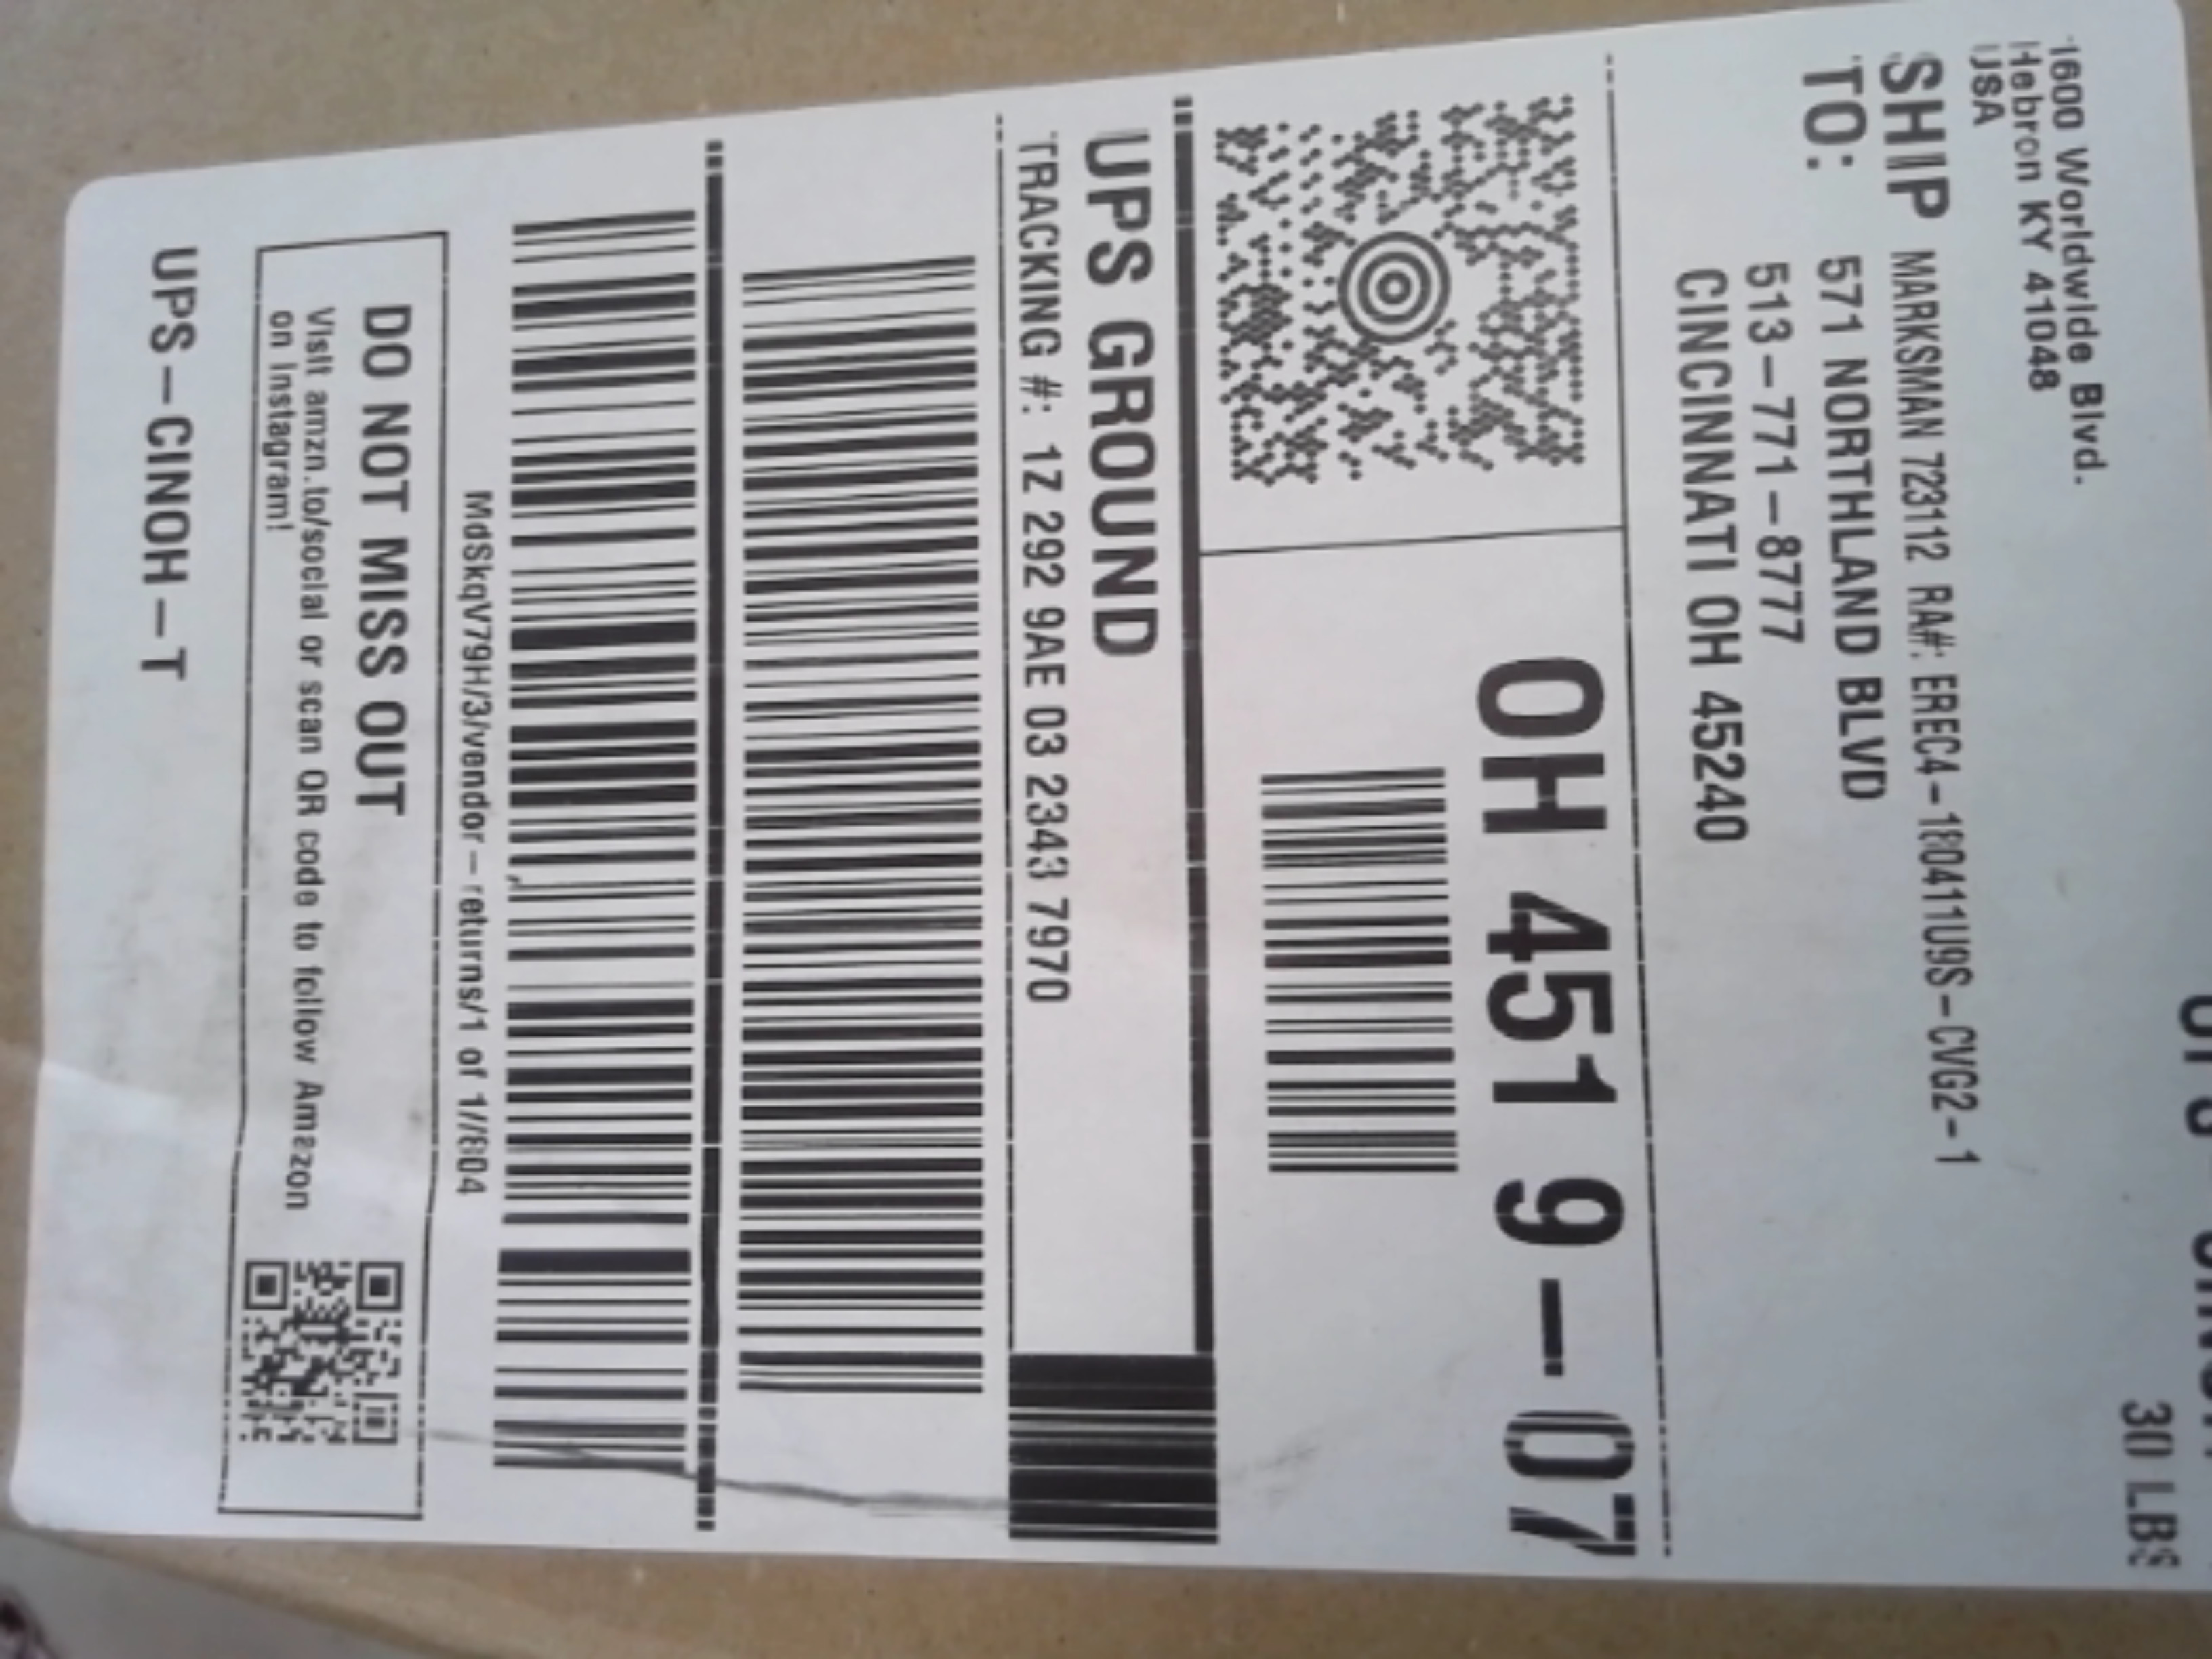 30 LBS
1600 Worldwide Blvd.
Hebron KY 41048
USA
SHIP
TO:
MARKSMAN 723112 RA#: EREC4-180411U9S-CVG2-1
571 NORTHLAND BLVD
513-771-8777
CINCINNATI OH 45240
OH 451 9-07
UPS GROUND
TRACKING #: 1Z 292 9AE 03 2343 7970
MdSkqV79H/3/vendor-returns/1 of 1//804
DO NOT MISS OUT
Visit amzn.to/social or scan QR code to follow Amazon
on Instagram!
UPS-CINOH-T